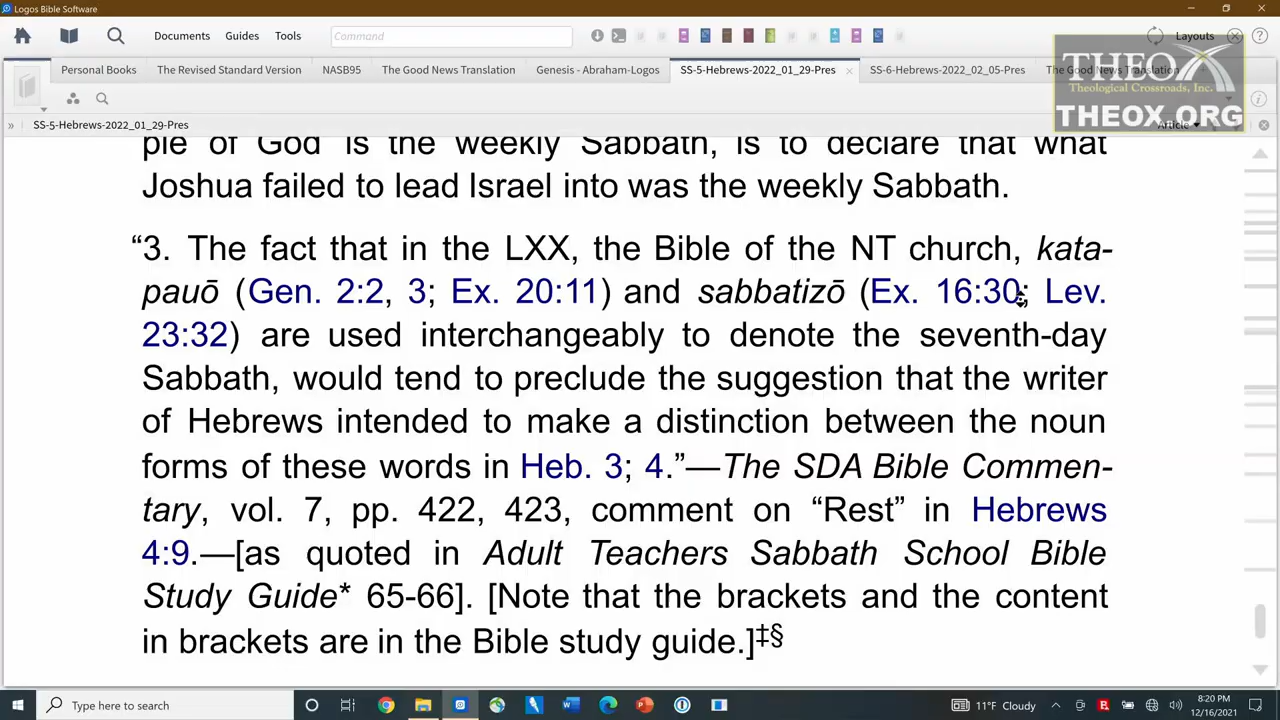 Logos Bible Software
Documents Guides Tools Command Layouts
Personal Books The Revised Standard Version NASB95 The Good News Translation Genesis - Abraham-Logos SS-5-Hebrews-2022_01_29-Pres SS-6-Hebrews-2022_02_05-Pres The Good News Translation
THEOX
Theological Crossroads, Inc.
THEOX.ORG
» SS-5-Hebrews-2022_01_29-Pres Article
ple of God is the weekly Sabbath, is to declare that what
Joshua failed to lead Israel into was the weekly Sabbath.
“3. The fact that in the LXX, the Bible of the NT church, kata-
pauō (Gen. 2:2, 3; Ex. 20:11) and sabbatizō (Ex. 16:30; Lev.
23:32) are used interchangeably to denote the seventh-day
Sabbath, would tend to preclude the suggestion that the writer
of Hebrews intended to make a distinction between the noun
forms of these words in Heb. 3; 4.”—The SDA Bible Commen-
tary, vol. 7, pp. 422, 423, comment on “Rest” in Hebrews
4:9.—[as quoted in Adult Teachers Sabbath School Bible
Study Guide* 65-66]. [Note that the brackets and the content
in brackets are in the Bible study guide.]‡§
Type here to search 11°F Cloudy 8:20 PM
12/16/2021